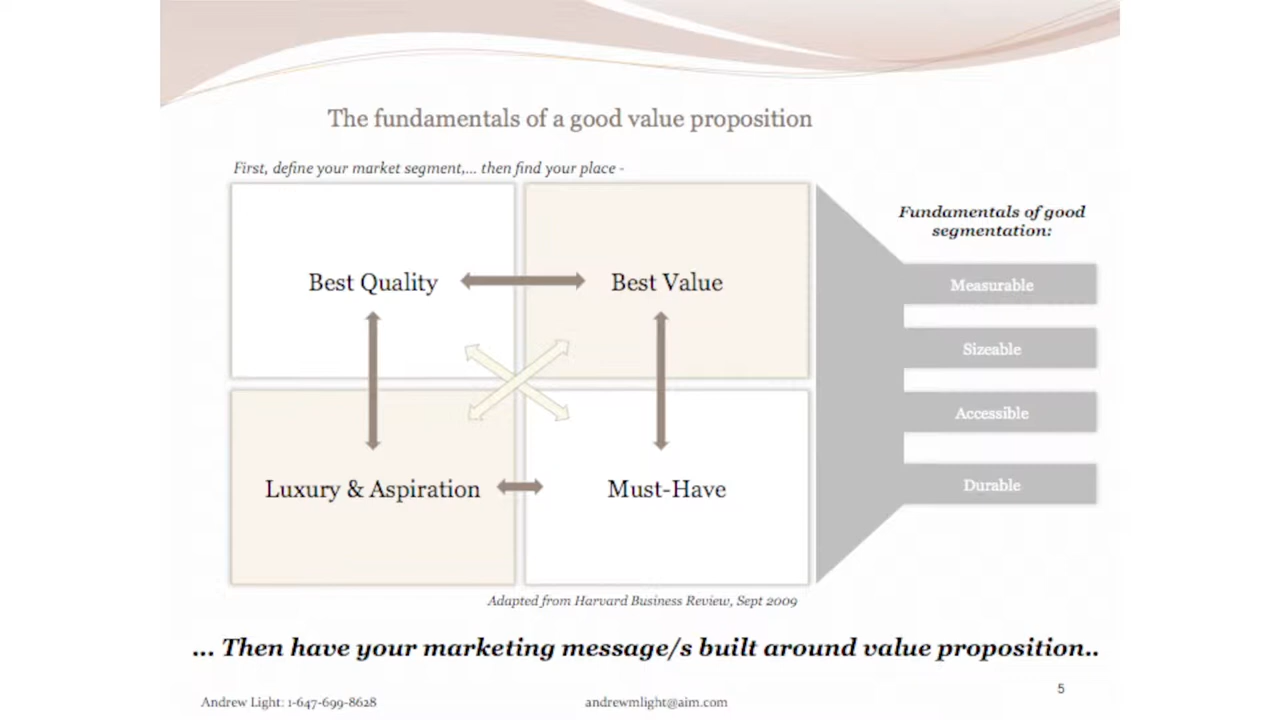 The fundamentals of a good value proposition
First, define your market segment,... then find your place -
Best Quality
Best Value
Luxury & Aspiration
Must-Have
Fundamentals of good
segmentation:
Measurable
Sizeable
Accessible
Durable
Adapted from Harvard Business Review, Sept 2009
... Then have your marketing message/s built around value proposition..
Andrew Light: 1-647-699-8628
andrewmlight@aim.com
5